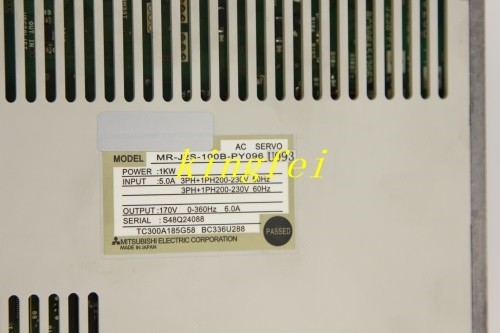 AC SERVO
MODEL MR-J2S-100B-PY096 U093
POWER :1KW
INPUT :5.0A 3PH+1PH200-230V 50Hz
3PH+1PH200-230V 60Hz
OUTPUT :170V 0-360Hz 6.0A
SERIAL :S48Q24088
TC300A185G58 BC336U288
PASSED
MITSUBISHI ELECTRIC CORPORATION
MADE IN JAPAN
kingfei